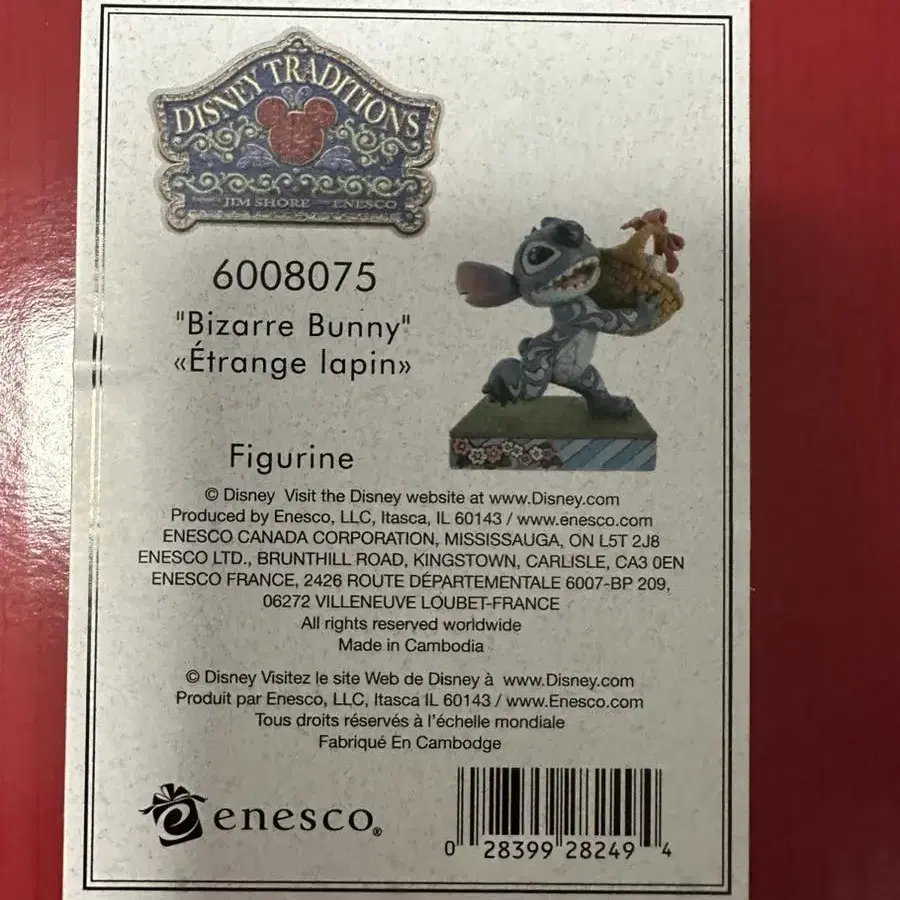 DISNEY TRADITIONS
JIM SHORE ENESCO
6008075
"Bizarre Bunny"
«Étrange lapin»
Figurine
© Disney Visit the Disney website at www.Disney.com
Produced by Enesco, LLC, Itasca, IL 60143 / www.enesco.com
ENESCO CANADA CORPORATION, MISSISSAUGA, ON L5T 2J8
ENESCO LTD., BRUNTHILL ROAD, KINGSTOWN, CARLISLE, CA3 0EN
ENESCO FRANCE, 2426 ROUTE DÉPARTEMENTALE 6007-BP 209,
06272 VILLENEUVE LOUBET-FRANCE
All rights reserved worldwide
Made in Cambodia
© Disney Visitez le site Web de Disney à www.Disney.com
Produit par Enesco, LLC, Itasca IL 60143 / www.Enesco.com
Tous droits réservés à l'échelle mondiale
Fabriqué En Cambodge
enesco®
0 28399 28249 4